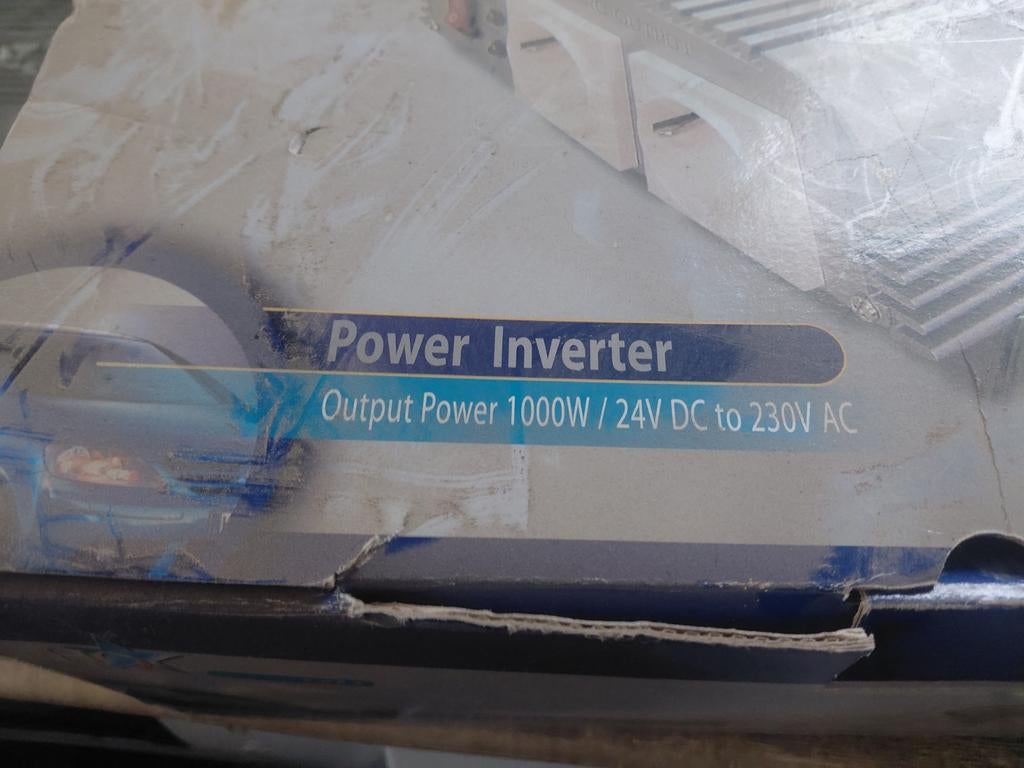 Power Inverter
Output Power 1000W / 24V DC to 230V AC